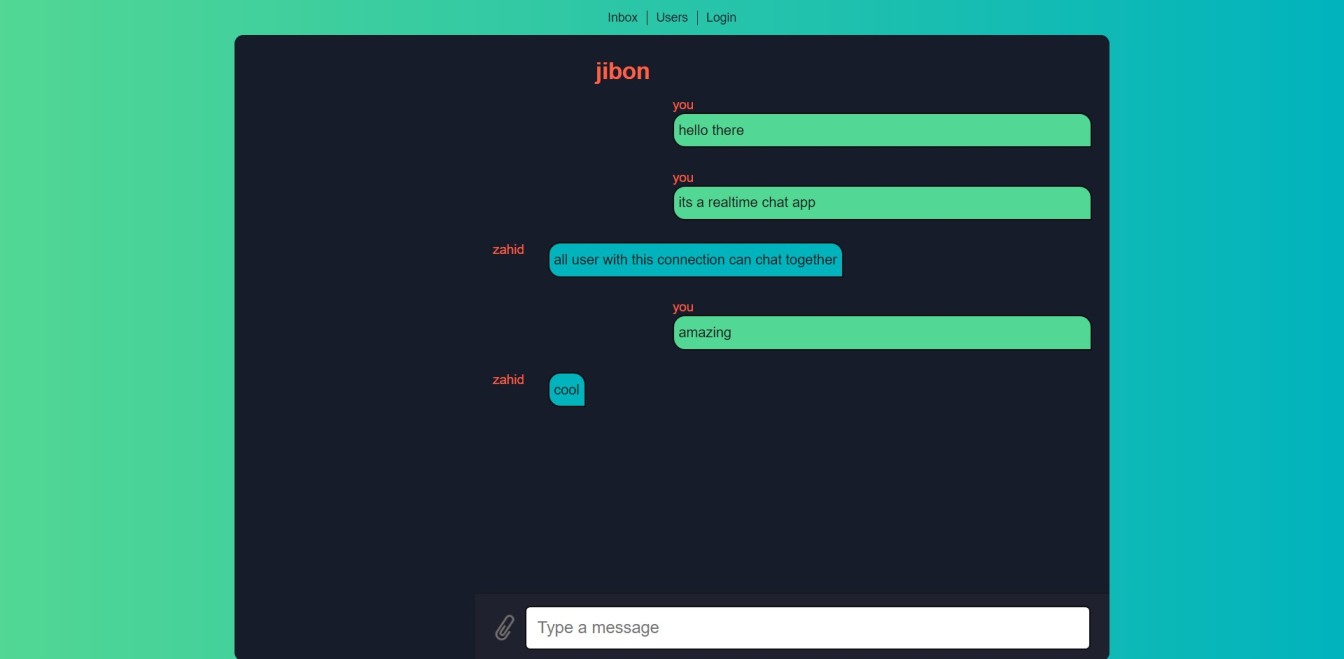 Inbox | Users | Login
jibon
you
hello there
you
its a realtime chat app
zahid
all user with this connection can chat together
you
amazing
zahid
cool
Type a message